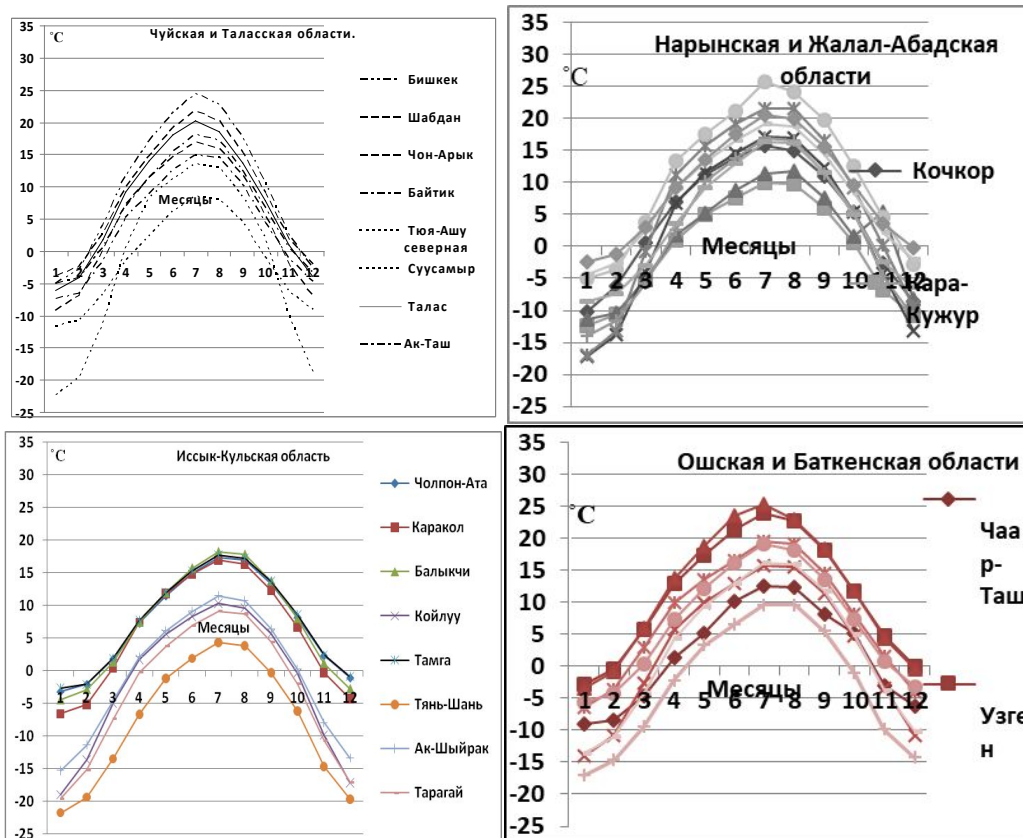 °C
Чуйская и Таласская области.
35
30
25
20
15
10
5
0
-5
-10
-15
-20
-25
Месяцы
1 2 3 4 5 6 7 8 9 10 11 12
Бишкек
Шабдан
Чон-Арык
Байтик
Тюя-Ашу
северная
Суусамыр
Талас
Ак-Таш
Нарынская и Жалал-Абадская
области
°C
35
30
25
20
15
10
5
0
-5
-10
-15
-20
-25
Месяцы
1 2 3 4 5 6 7 8 9 10 11 12
Кочкор
Кара-
Кужур
°C
Иссык-Кульская область
35
30
25
20
15
10
5
0
-5
-10
-15
-20
-25
Месяцы
1 2 3 4 5 6 7 8 9 10 11 12
Чолпон-Ата
Каракол
Балыкчи
Койлуу
Тамга
Тянь-Шань
Ак-Шыйрак
Тарагай
Ошская и Баткенская области
°C
35
30
25
20
15
10
5
0
-5
-10
-15
-20
-25
Месяцы
1 2 3 4 5 6 7 8 9 10 11 12
Чаа
р-
Таш
Узге
н